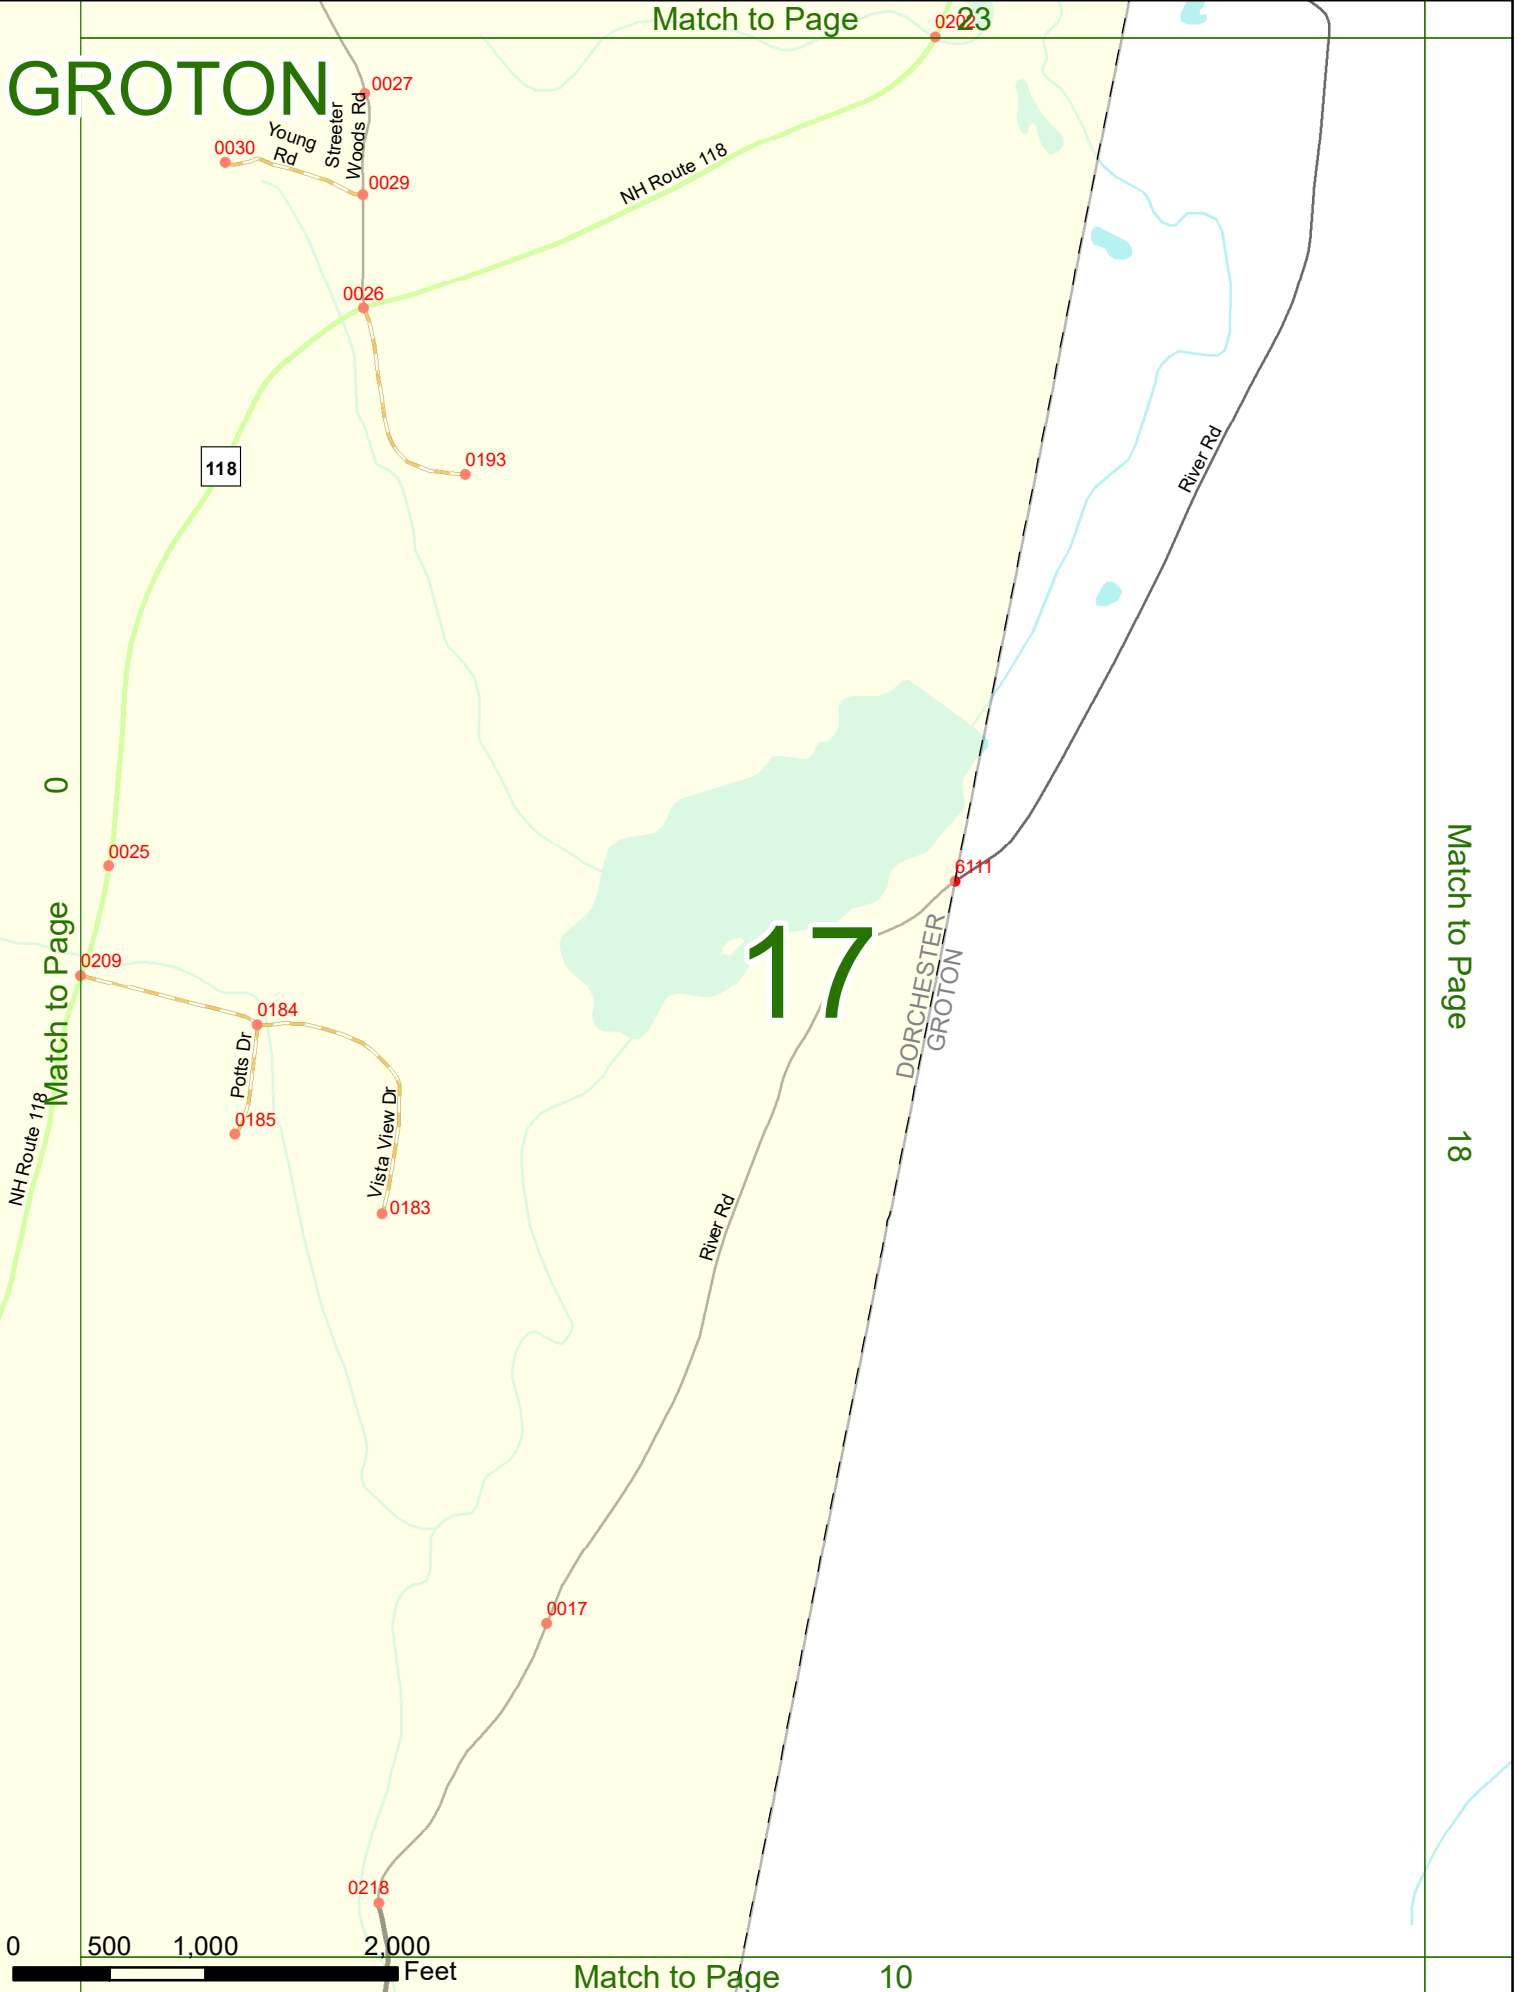 Match to Page 23
0202
GROTON
0027
Young
Rd
Streeter
Woods Rd
0030
0029
NH Route 118
0026
118
0193
River Rd
0
Match to Page
0025
6111
Match to Page
18
0209
17
DORCHESTER
GROTON
0184
Potts Dr
0185
NH Route 118
Vista View Dr
0183
River Rd
0017
0218
0 500 1,000 2,000
Feet
Match to Page 10